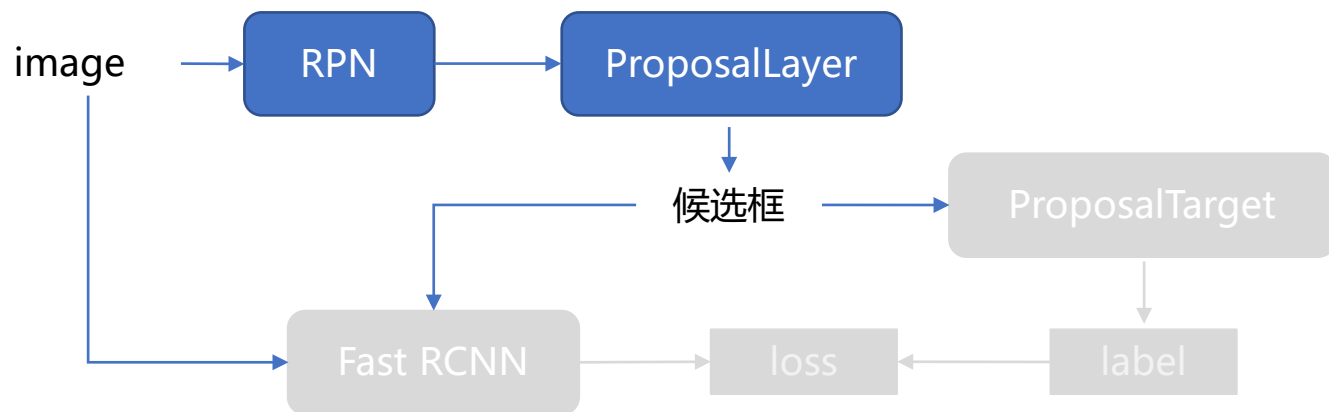 image
RPN
ProposalLayer
候选框
ProposalTarget
Fast RCNN
loss
label